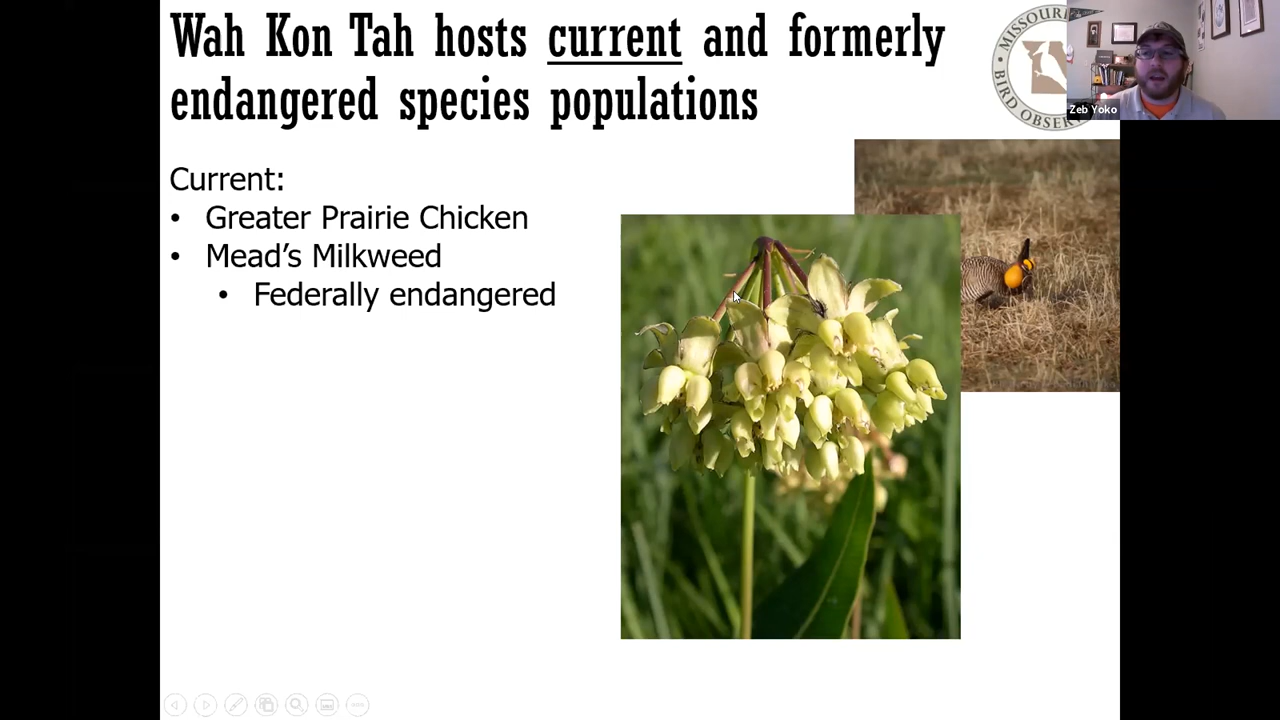 Wah Kon Tah hosts current and formerly
endangered species populations
MISSOURI
BIRD OBSER
Zeb Yoko
Current:
• Greater Prairie Chicken
• Mead’s Milkweed
• Federally endangered